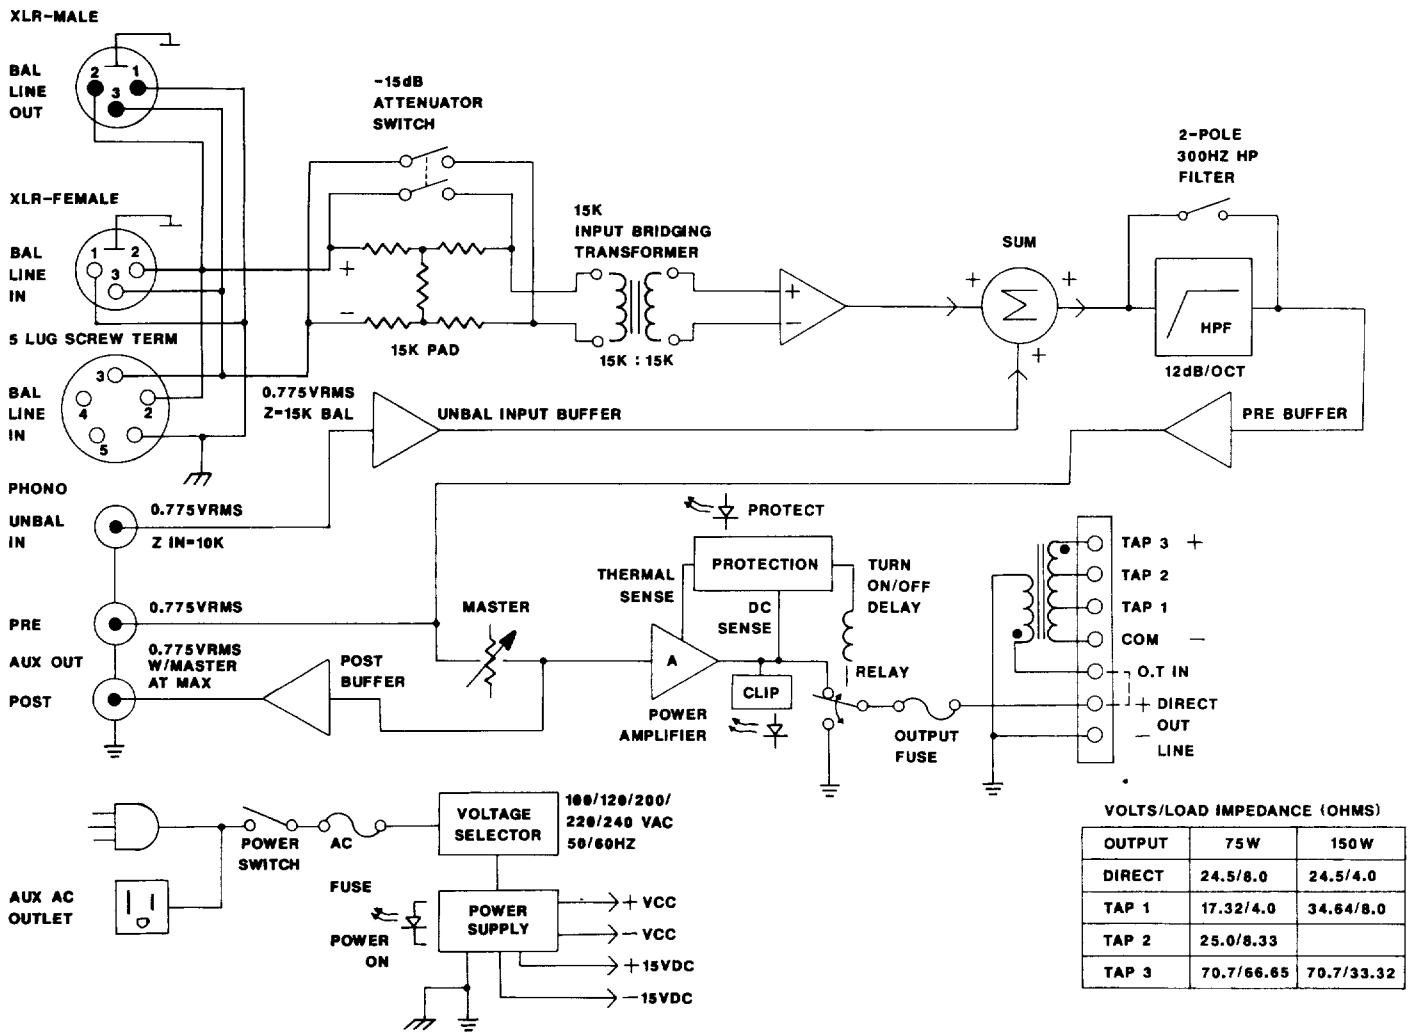 XLR-MALE
BAL
LINE
OUT
2
1
3
-15dB
ATTENUATOR
SWITCH
2-POLE
300HZ HP
FILTER
XLR-FEMALE
BAL
LINE
IN
1
2
3
+
−
15K PAD
15K
INPUT BRIDGING
TRANSFORMER
15K : 15K
+
−
SUM
+
+
Σ
+
HPF
12dB/OCT
5 LUG SCREW TERM
BAL
LINE
IN
3
4
2
5
0.775VRMS
Z=15K BAL
UNBAL INPUT BUFFER
PRE BUFFER
PHONO
UNBAL
IN
0.775VRMS
Z IN=10K
PRE
0.775VRMS
AUX OUT
0.775VRMS
W/MASTER
AT MAX
POST
POST
BUFFER
MASTER
PROTECT
PROTECTION
THERMAL
SENSE
DC
SENSE
TURN
ON/OFF
DELAY
A
CLIP
RELAY
POWER
AMPLIFIER
OUTPUT
FUSE
TAP 3 +
TAP 2
TAP 1
COM −
O.T IN
+ DIRECT
OUT
− LINE
POWER
SWITCH
AC
FUSE
VOLTAGE
SELECTOR
100/120/200/
220/240 VAC
50/60HZ
AUX AC
OUTLET
POWER
ON
POWER
SUPPLY
+ VCC
− VCC
+ 15VDC
− 15VDC
VOLTS/LOAD IMPEDANCE (OHMS)
OUTPUT 75W 150W
DIRECT 24.5/8.0 24.5/4.0
TAP 1 17.32/4.0 34.64/8.0
TAP 2 25.0/8.33
TAP 3 70.7/66.65 70.7/33.32